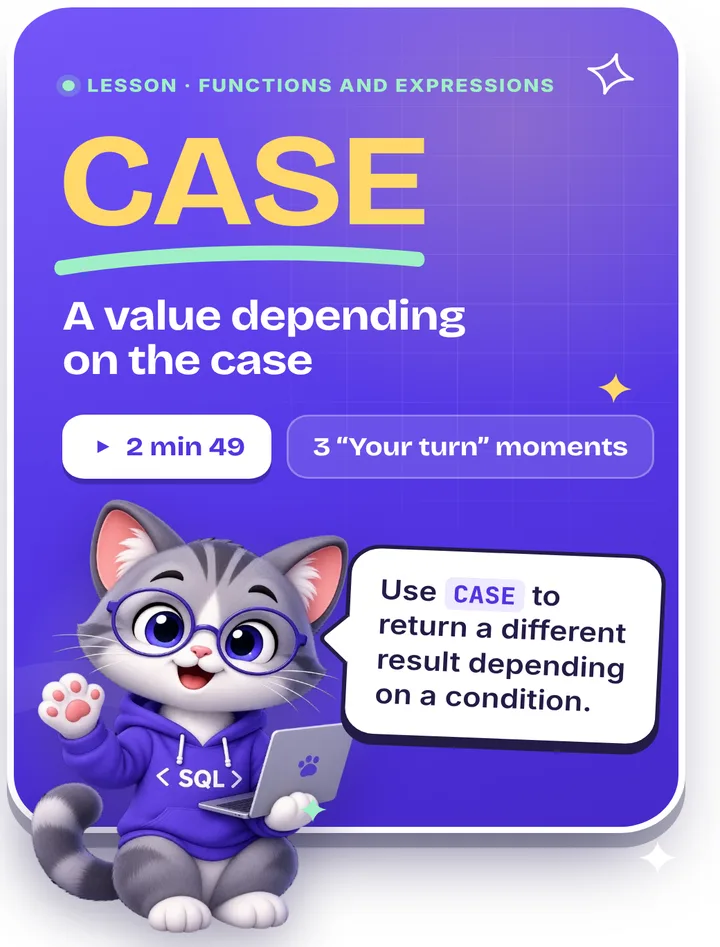 LESSON · FUNCTIONS AND EXPRESSIONS
CASE
A value depending
on the case
2 min 49
3 “Your turn” moments
Use CASE to
return a different
result depending
on a condition.
< SQL >